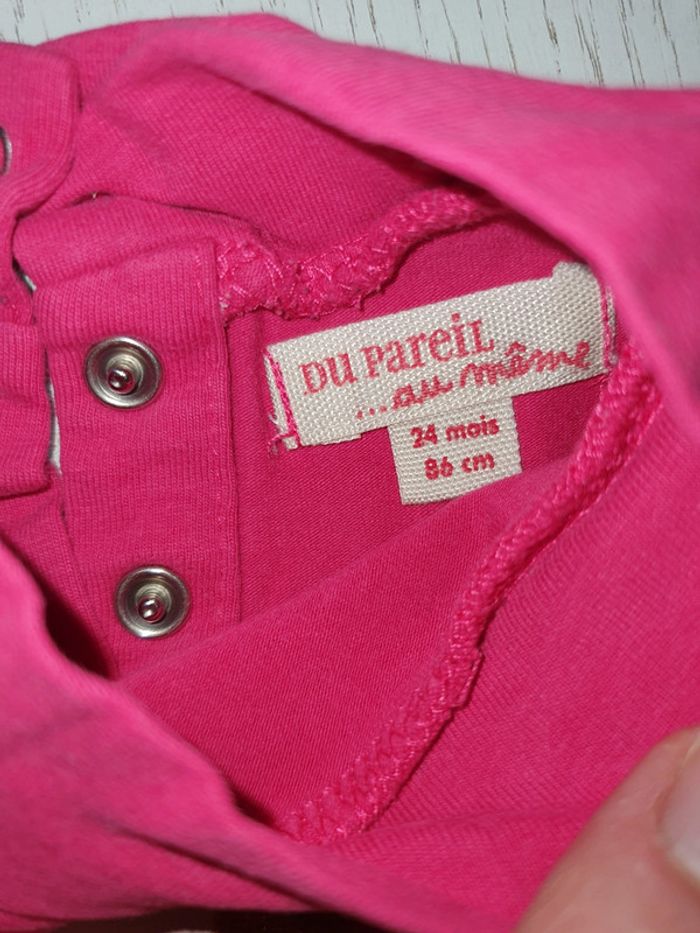 DU PareiL
...au même
24 mois
86 cm